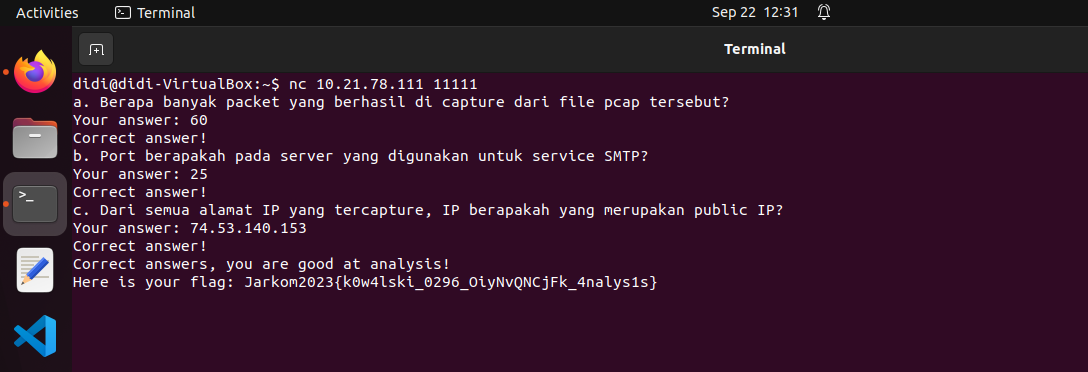 Activities Terminal Sep 22 12:31
Terminal
didi@didi-VirtualBox:~$ nc 10.21.78.111 11111
a. Berapa banyak packet yang berhasil di capture dari file pcap tersebut?
Your answer: 60
Correct answer!
b. Port berapakah pada server yang digunakan untuk service SMTP?
Your answer: 25
Correct answer!
c. Dari semua alamat IP yang tercapture, IP berapakah yang merupakan public IP?
Your answer: 74.53.140.153
Correct answer!
Correct answers, you are good at analysis!
Here is your flag: Jarkom2023{k0w4lski_0296_OiyNvQNCjFk_4nalys1s}